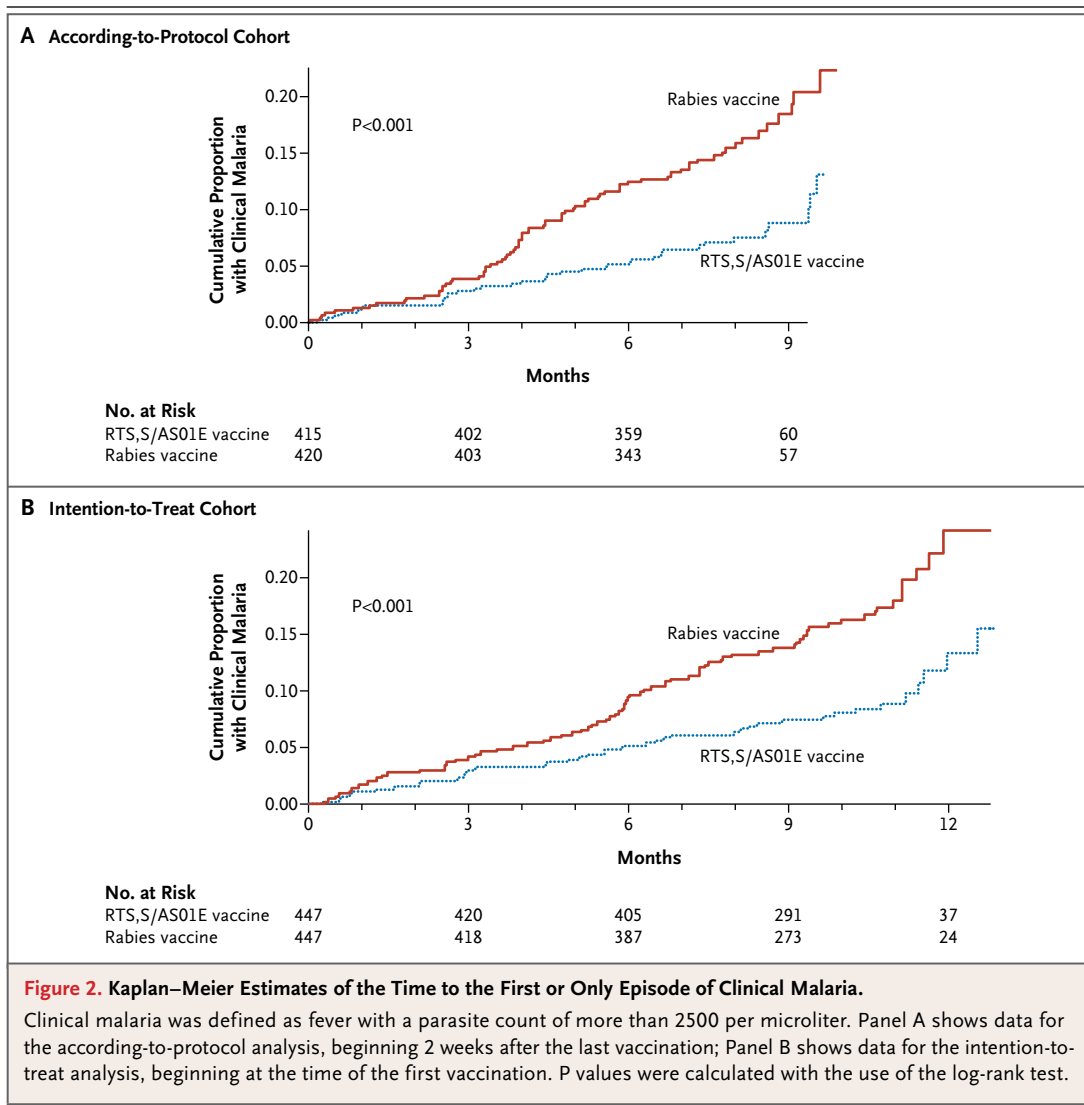 A According-to-Protocol Cohort
Cumulative Proportion
with Clinical Malaria
0.20
0.15
0.10
0.05
0.00
P<0.001
Rabies vaccine
RTS,S/AS01E vaccine
0 3 6 9
Months
No. at Risk
RTS,S/AS01E vaccine 415 402 359 60
Rabies vaccine 420 403 343 57
B Intention-to-Treat Cohort
Cumulative Proportion
with Clinical Malaria
0.20
0.15
0.10
0.05
0.00
P<0.001
Rabies vaccine
RTS,S/AS01E vaccine
0 3 6 9 12
Months
No. at Risk
RTS,S/AS01E vaccine 447 420 405 291 37
Rabies vaccine 447 418 387 273 24
Figure 2. Kaplan–Meier Estimates of the Time to the First or Only Episode of Clinical Malaria.
Clinical malaria was defined as fever with a parasite count of more than 2500 per microliter. Panel A shows data for
the according-to-protocol analysis, beginning 2 weeks after the last vaccination; Panel B shows data for the intention-to-
treat analysis, beginning at the time of the first vaccination. P values were calculated with the use of the log-rank test.